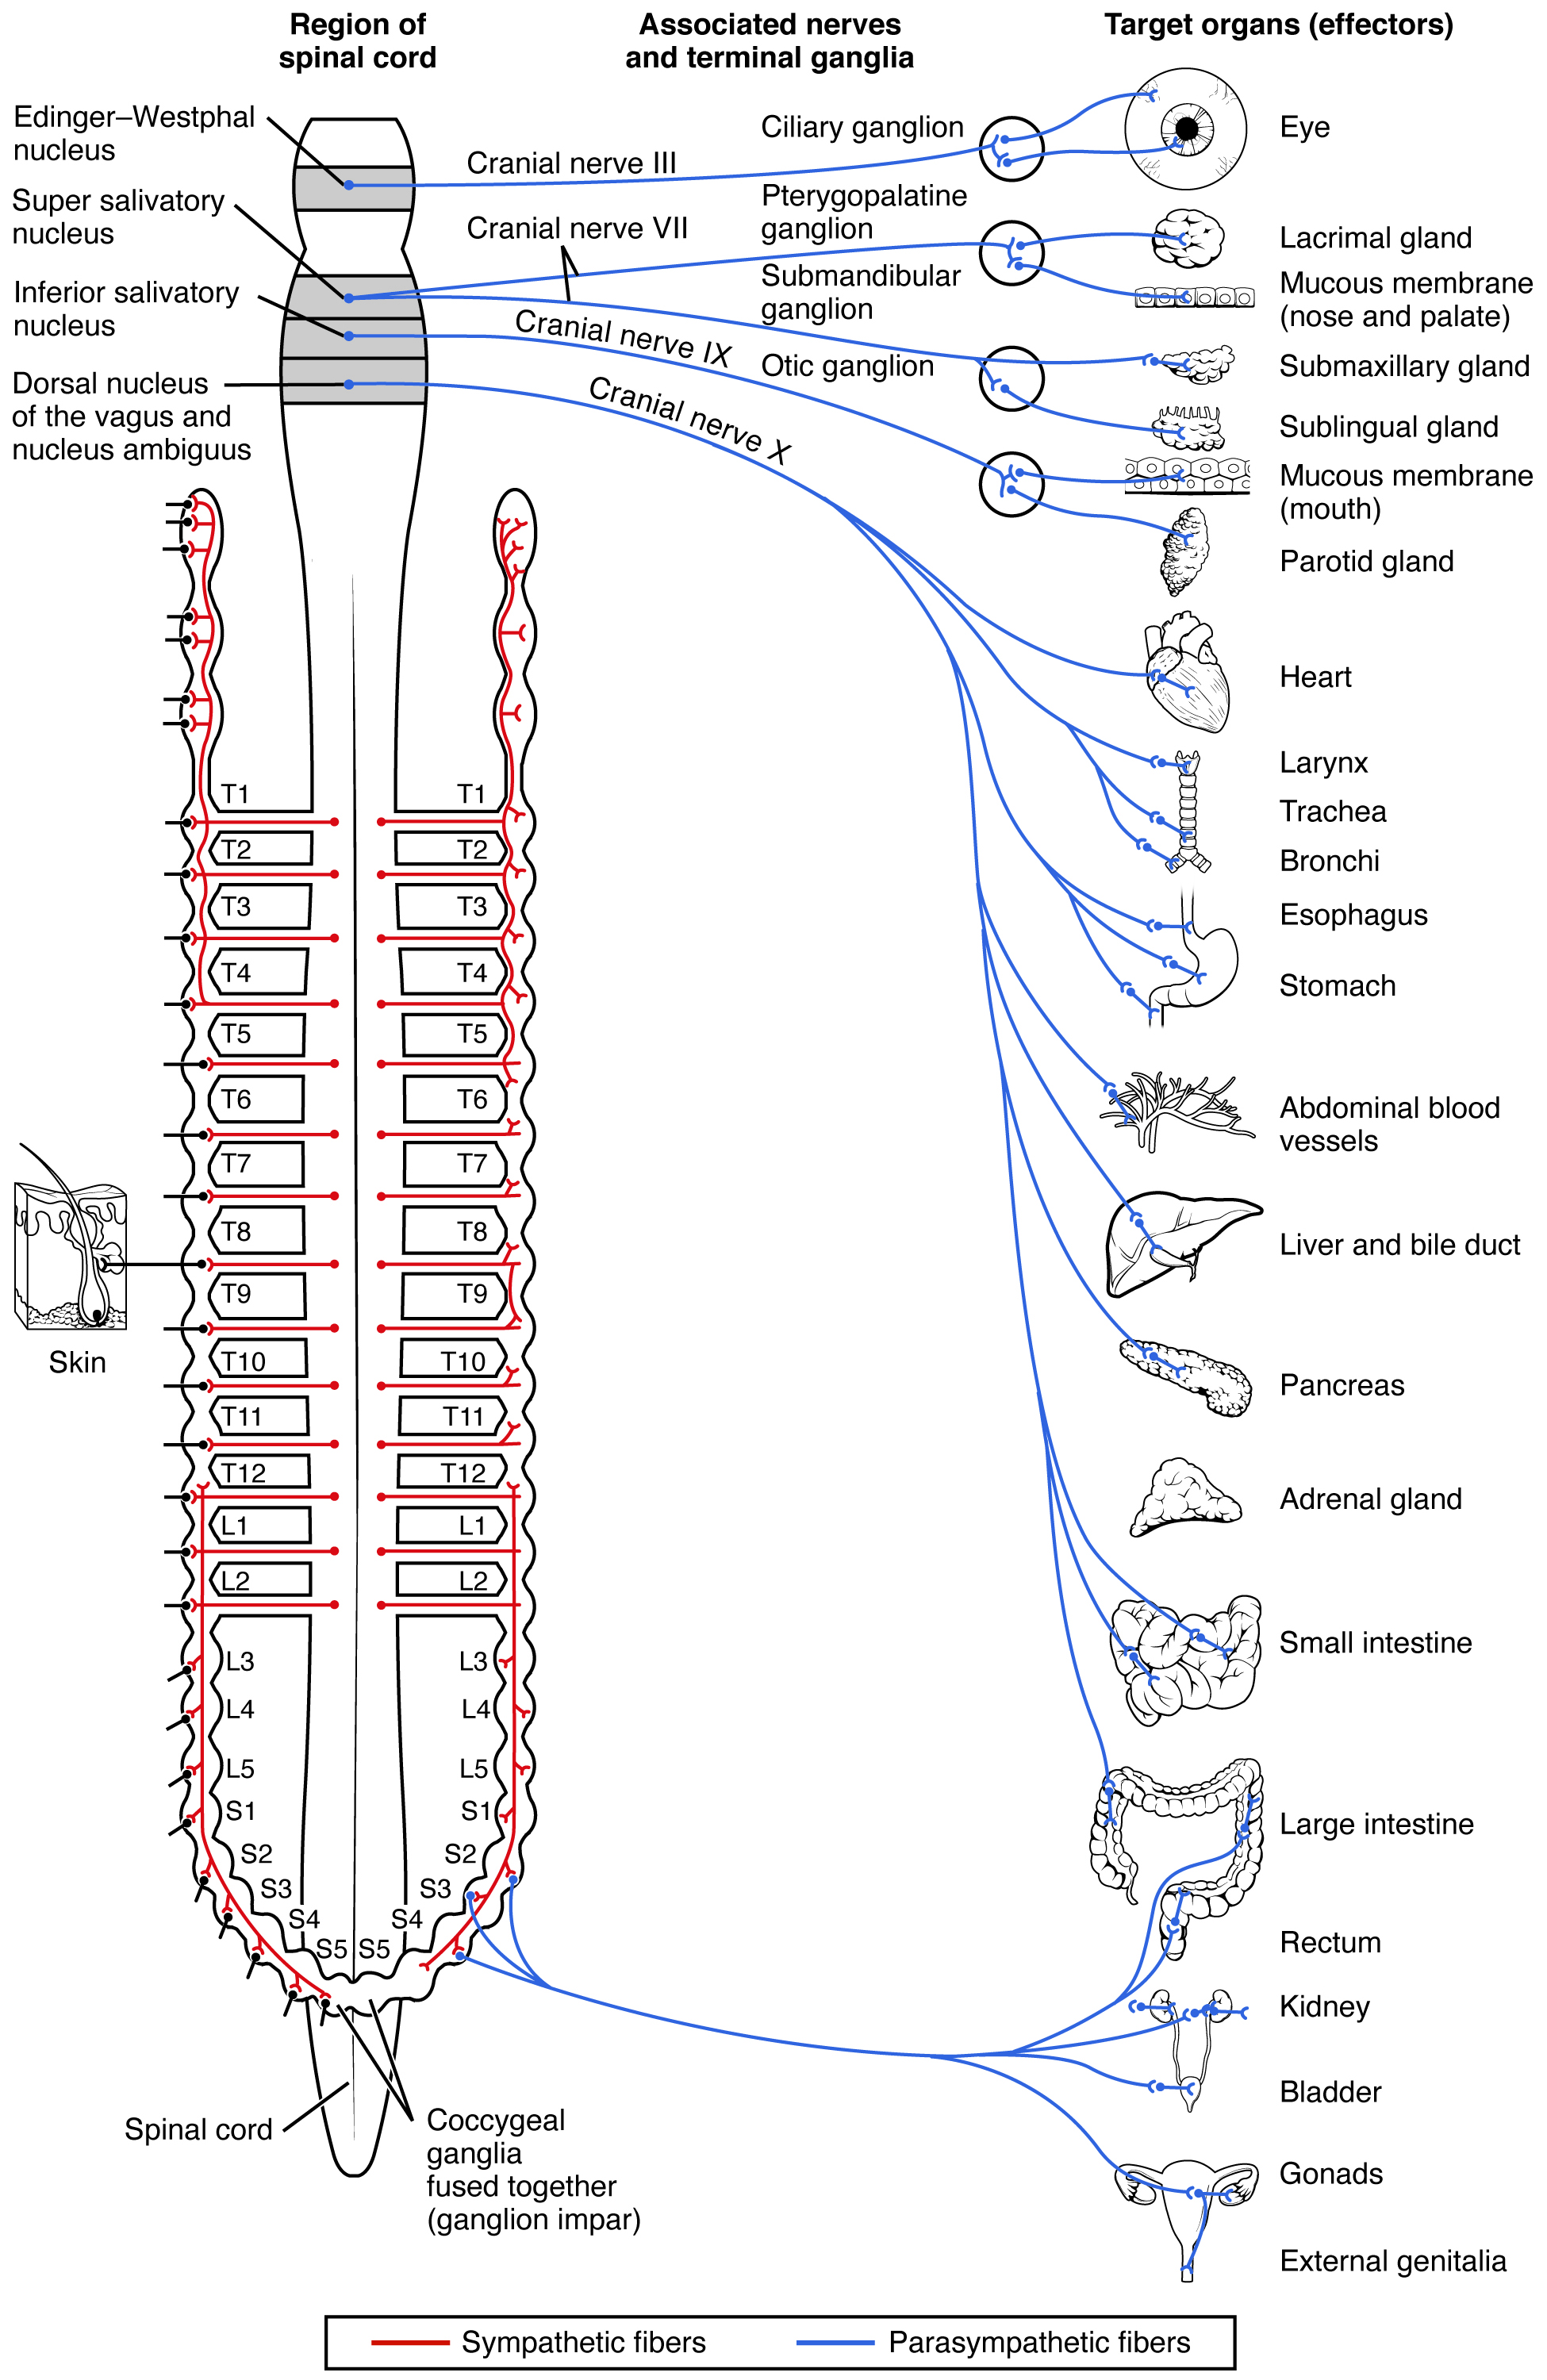 Region of
spinal cord
Associated nerves
and terminal ganglia
Target organs (effectors)
Edinger–Westphal
nucleus
Super salivatory
nucleus
Inferior salivatory
nucleus
Dorsal nucleus
of the vagus and
nucleus ambiguus
Cranial nerve III
Cranial nerve VII
Cranial nerve IX
Cranial nerve X
Ciliary ganglion
Pterygopalatine
ganglion
Submandibular
ganglion
Otic ganglion
Eye
Lacrimal gland
Mucous membrane
(nose and palate)
Submaxillary gland
Sublingual gland
Mucous membrane
(mouth)
Parotid gland
Heart
Larynx
Trachea
Bronchi
Esophagus
Stomach
Abdominal blood
vessels
Liver and bile duct
Pancreas
Adrenal gland
Small intestine
Large intestine
Rectum
Kidney
Bladder
Gonads
External genitalia
T1 T1
T2 T2
T3 T3
T4 T4
T5 T5
T6 T6
T7 T7
T8 T8
T9 T9
T10 T10
T11 T11
T12 T12
L1 L1
L2 L2
L3 L3
L4 L4
L5 L5
S1 S1
S2 S2
S3 S3
S4 S4
S5 S5
Skin
Spinal cord
Coccygeal
ganglia
fused together
(ganglion impar)
Sympathetic fibers
Parasympathetic fibers